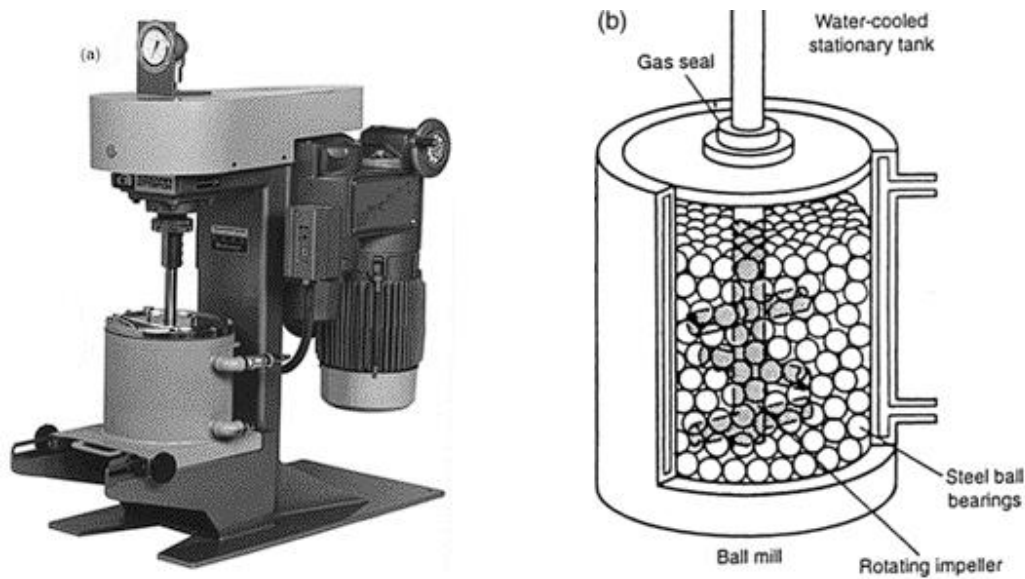 (a)
(b)
Water-cooled
stationary tank
Gas seal
Steel ball
bearings
Rotating impeller
Ball mill